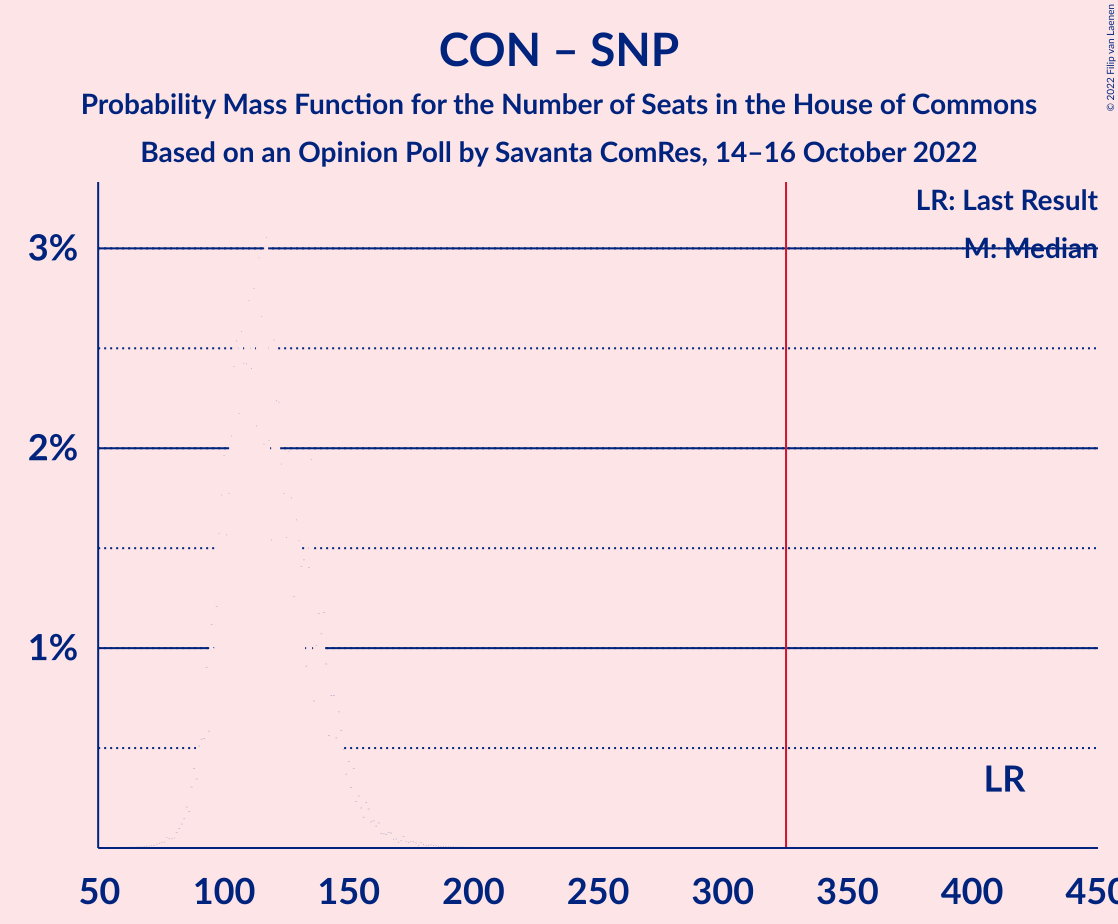 CON – SNP
Probability Mass Function for the Number of Seats in the House of Commons
Based on an Opinion Poll by Savanta ComRes, 14–16 October 2022
© 2022 Filip van Laenen
LR: Last Result
M: Median
3%
2%
1%
LR
50 100 150 200 250 300 350 400 450